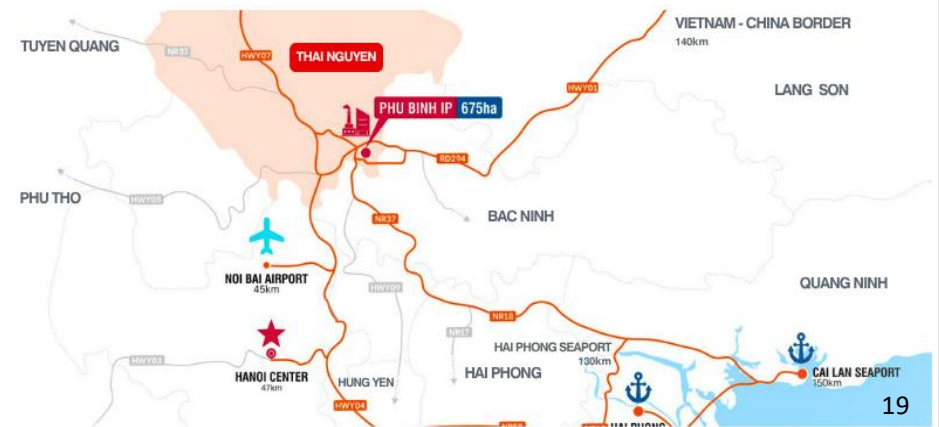 VIETNAM - CHINA BORDER
140km
TUYEN QUANG
NR37
HWY07
THAI NGUYEN
HWY01
LANG SON
PHU BINH IP 675ha
RD294
PHU THO
BAC NINH
NR37
NOI BAI AIRPORT
45km
HWY09
QUANG NINH
NR18
NR17
HAI PHONG SEAPORT
130km
HWY03
HANOI CENTER
47km
HUNG YEN
HAI PHONG
CAI LAN SEAPORT
150km
HWY04
19